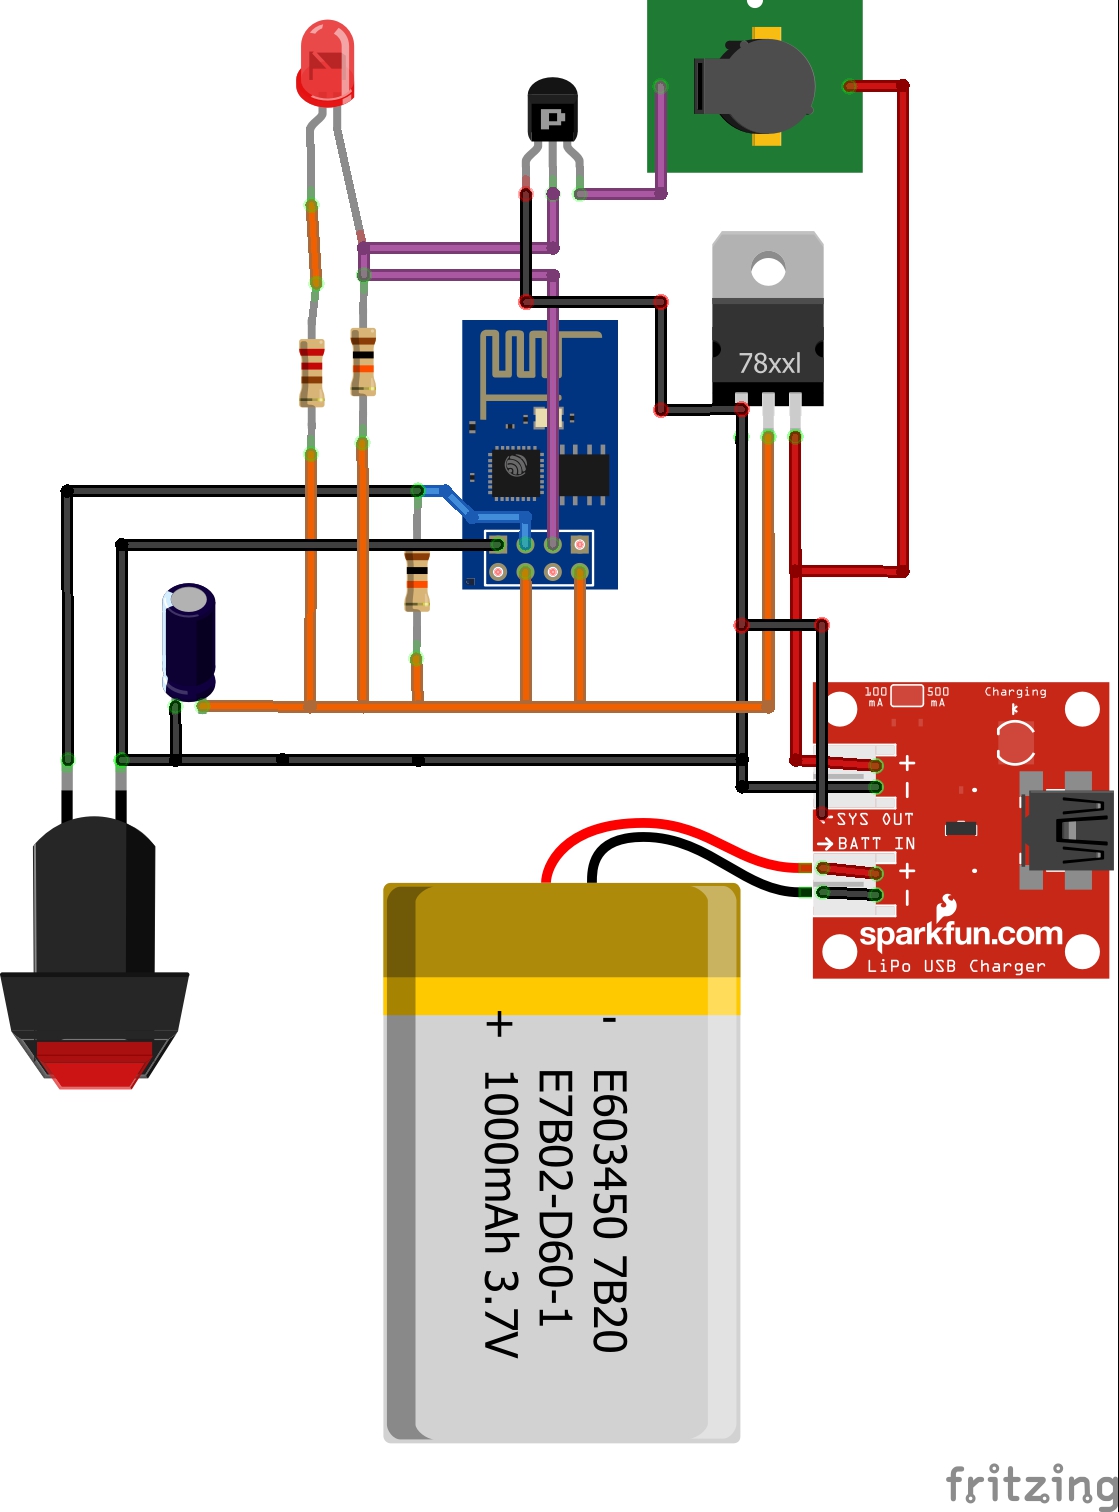 P
78xxl
100
mA
500
mA
Charging
+
-
SYS OUT
→BATT IN
+
-
sparkfun.com
LiPo USB Charger
- E603450 7B20
E7B02-D60-1
+ 1000mAh 3.7V
fritzing